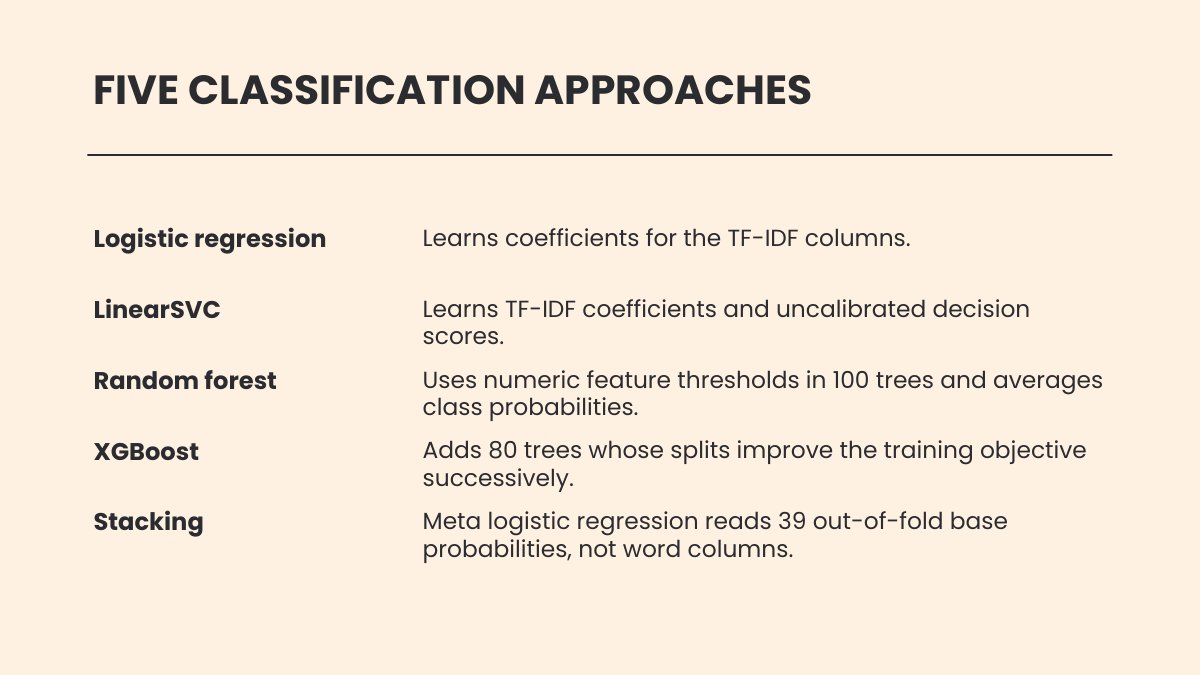 FIVE CLASSIFICATION APPROACHES
Logistic regression
Learns coefficients for the TF-IDF columns.
LinearSVC
Learns TF-IDF coefficients and uncalibrated decision
scores.
Random forest
Uses numeric feature thresholds in 100 trees and averages
class probabilities.
XGBoost
Adds 80 trees whose splits improve the training objective
successively.
Stacking
Meta logistic regression reads 39 out-of-fold base
probabilities, not word columns.